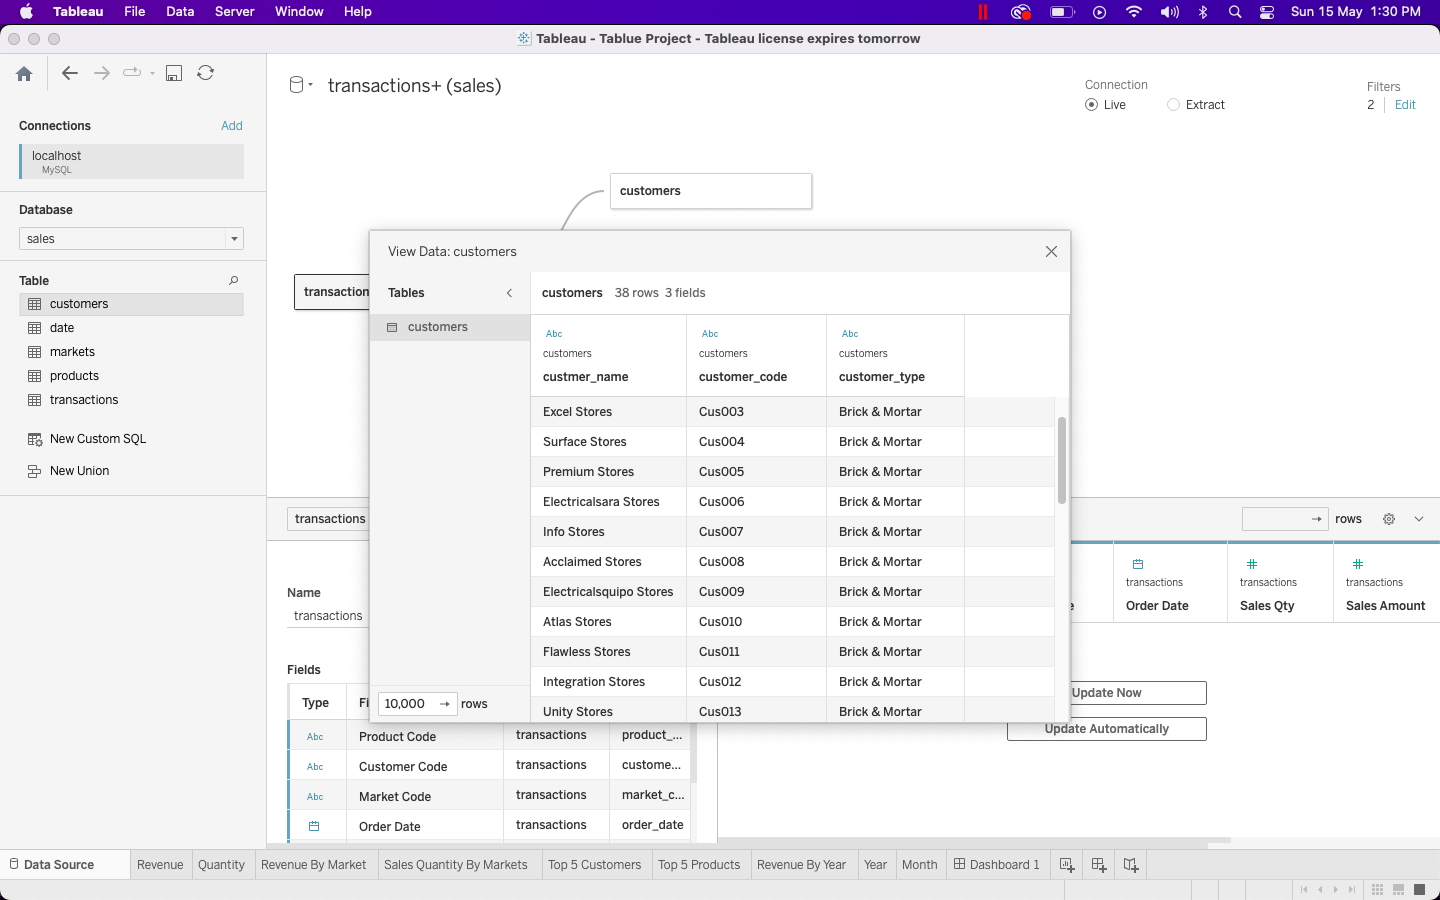 Tableau File Data Server Window Help Sun 15 May 1:30 PM
Tableau - Tablue Project - Tableau license expires tomorrow
transactions+ (sales)
Connection
Live Extract
Filters
2 Edit
Connections Add
localhost
MySQL
Database
sales
Table
customers
date
markets
products
transactions
New Custom SQL
New Union
customers
transaction
View Data: customers
Tables
customers
customers 38 rows 3 fields
Abc Abc Abc
customers customers customers
custmer_name customer_code customer_type
Excel Stores Cus003 Brick & Mortar
Surface Stores Cus004 Brick & Mortar
Premium Stores Cus005 Brick & Mortar
Electricalsara Stores Cus006 Brick & Mortar
Info Stores Cus007 Brick & Mortar
Acclaimed Stores Cus008 Brick & Mortar
Electricalsquipo Stores Cus009 Brick & Mortar
Atlas Stores Cus010 Brick & Mortar
Flawless Stores Cus011 Brick & Mortar
Integration Stores Cus012 Brick & Mortar
Unity Stores Cus013 Brick & Mortar
10,000 → rows
transactions
→ rows
Name
transactions
transactions transactions transactions
e Order Date Sales Qty Sales Amount
Update Now
Update Automatically
Fields
Type Fi
Abc Product Code transactions product_...
Abc Customer Code transactions custome...
Abc Market Code transactions market_c...
Order Date transactions order_date
Data Source Revenue Quantity Revenue By Market Sales Quantity By Markets Top 5 Customers Top 5 Products Revenue By Year Year Month Dashboard 1